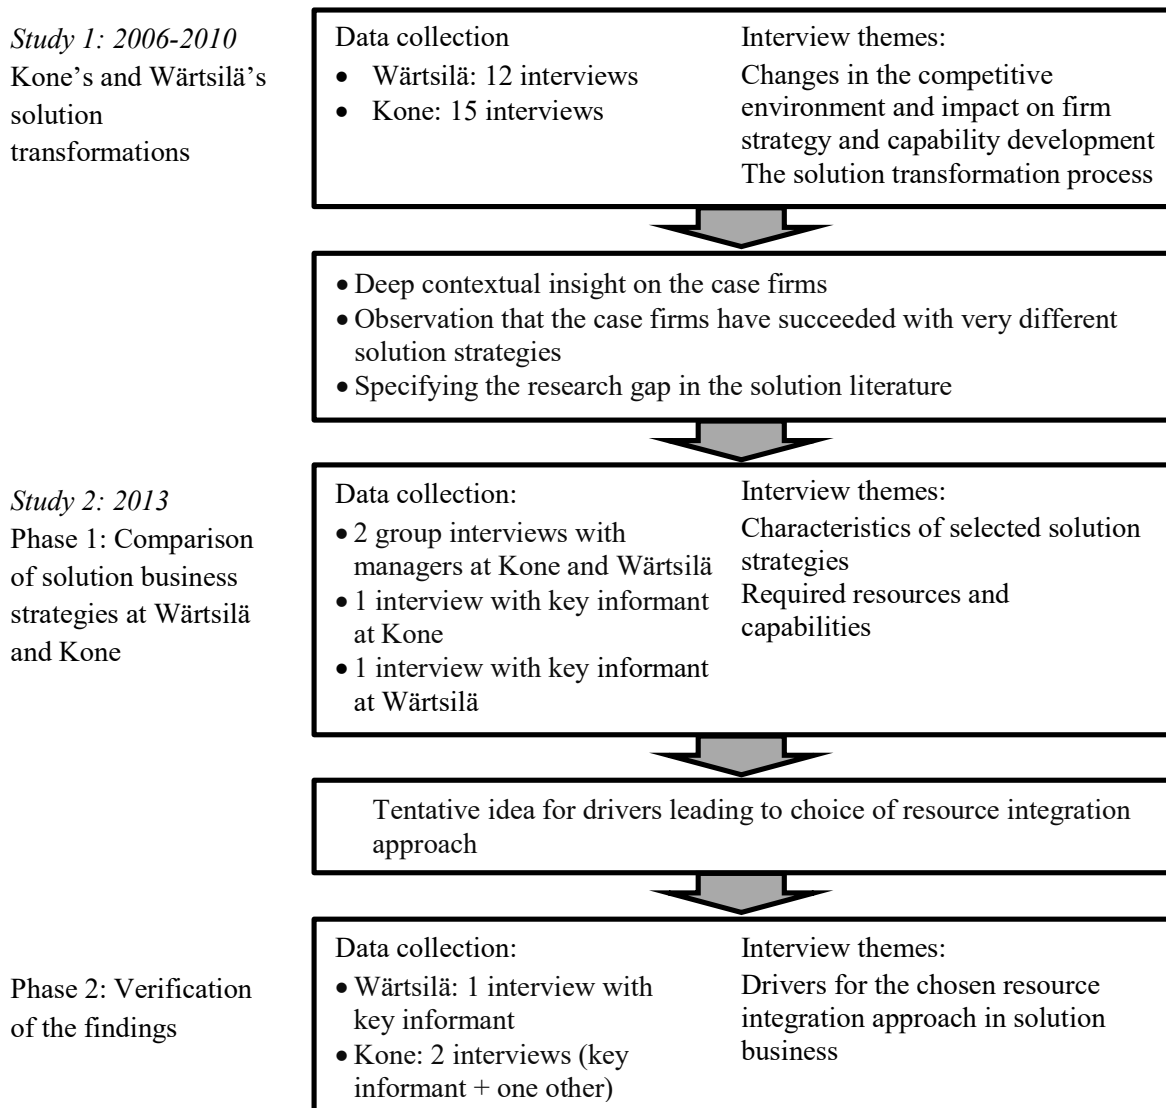 Study 1: 2006-2010
Kone's and Wärtsilä's
solution
transformations
Data collection
• Wärtsilä: 12 interviews
• Kone: 15 interviews
Interview themes:
Changes in the competitive
environment and impact on firm
strategy and capability development
The solution transformation process
• Deep contextual insight on the case firms
• Observation that the case firms have succeeded with very different
solution strategies
• Specifying the research gap in the solution literature
Study 2: 2013
Phase 1: Comparison
of solution business
strategies at Wärtsilä
and Kone
Data collection:
• 2 group interviews with
managers at Kone and Wärtsilä
• 1 interview with key informant
at Kone
• 1 interview with key informant
at Wärtsilä
Interview themes:
Characteristics of selected solution
strategies
Required resources and
capabilities
Tentative idea for drivers leading to choice of resource integration
approach
Phase 2: Verification
of the findings
Data collection:
• Wärtsilä: 1 interview with
key informant
• Kone: 2 interviews (key
informant + one other)
Interview themes:
Drivers for the chosen resource
integration approach in solution
business